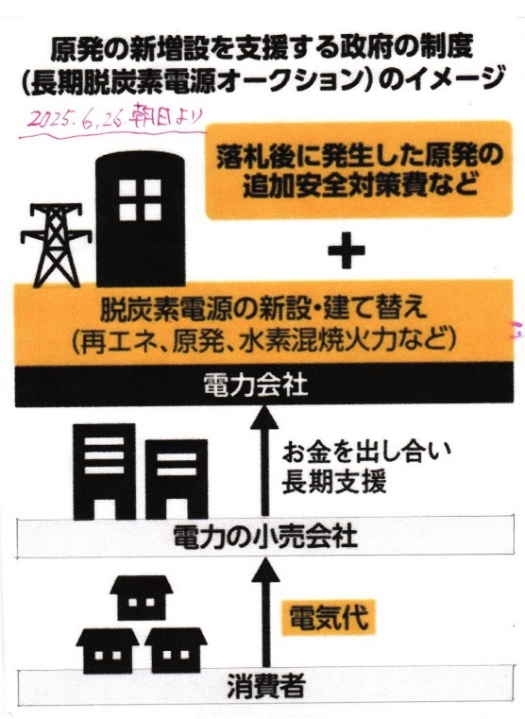 原発の新増設を支援する政府の制度
(長期脱炭素電源オークション)のイメージ
2025.6.26.朝日より
落札後に発生した原発の
追加安全対策費など
+
脱炭素電源の新設・建て替え
(再エネ、原発、水素混焼火力など)
電力会社
お金を出し合い
長期支援
電力の小売会社
電気代
消費者